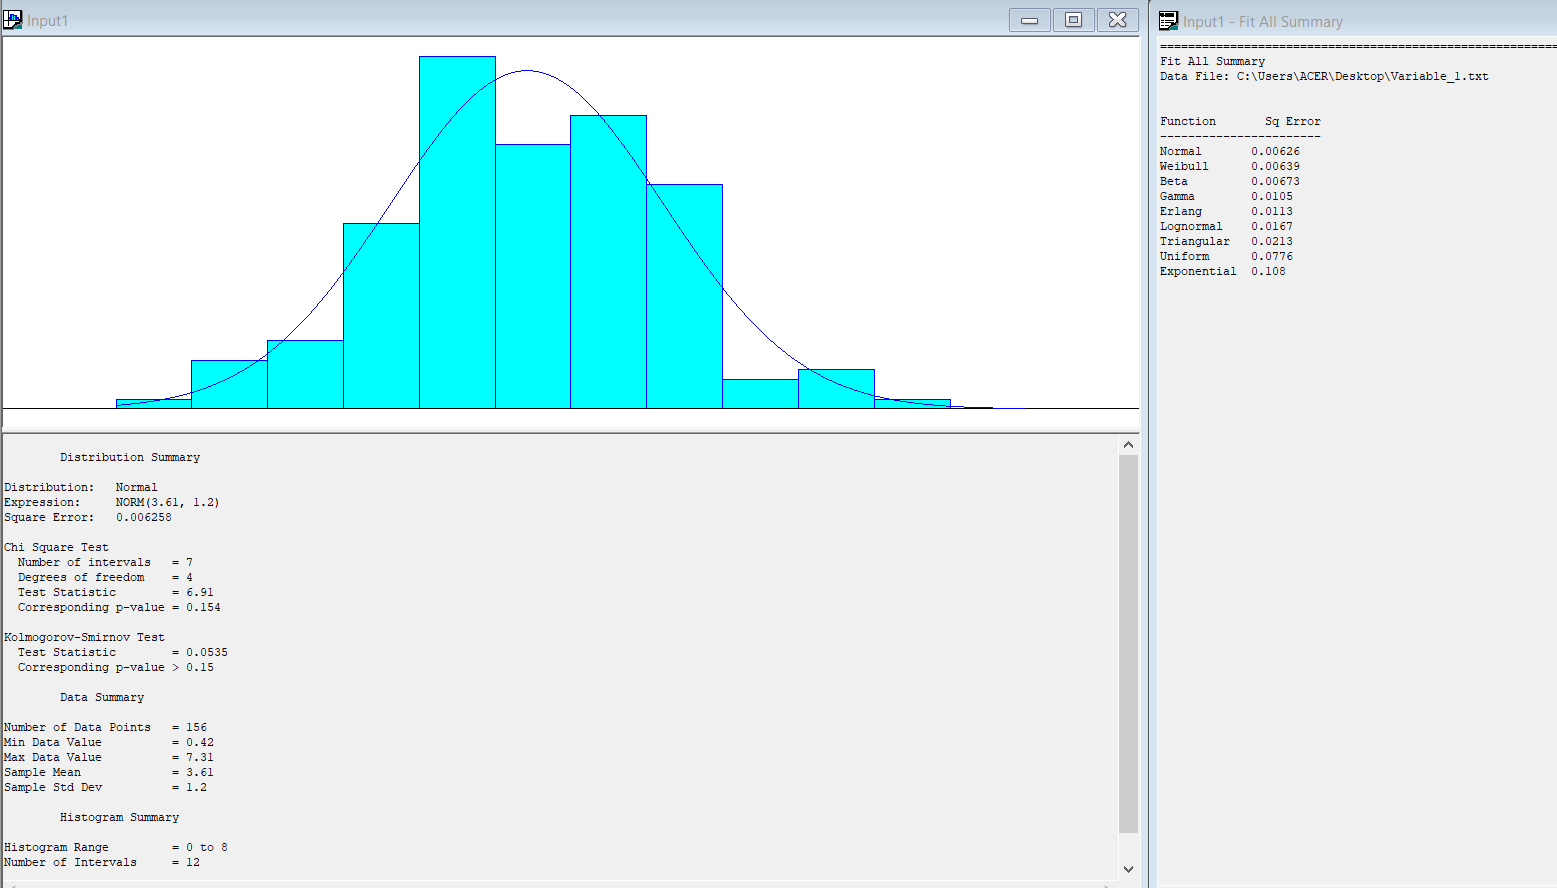 Input1
Distribution Summary
Distribution: Normal
Expression: NORM(3.61, 1.2)
Square Error: 0.006258
Chi Square Test
Number of intervals = 7
Degrees of freedom = 4
Test Statistic = 6.91
Corresponding p-value = 0.154
Kolmogorov-Smirnov Test
Test Statistic = 0.0535
Corresponding p-value > 0.15
Data Summary
Number of Data Points = 156
Min Data Value = 0.42
Max Data Value = 7.31
Sample Mean = 3.61
Sample Std Dev = 1.2
Histogram Summary
Histogram Range = 0 to 8
Number of Intervals = 12
Input1 - Fit All Summary
Fit All Summary
Data File: C:\Users\ACER\Desktop\Variable_1.txt
Function Sq Error
Normal 0.00626
Weibull 0.00639
Beta 0.00673
Gamma 0.0105
Erlang 0.0113
Lognormal 0.0167
Triangular 0.0213
Uniform 0.0776
Exponential 0.108